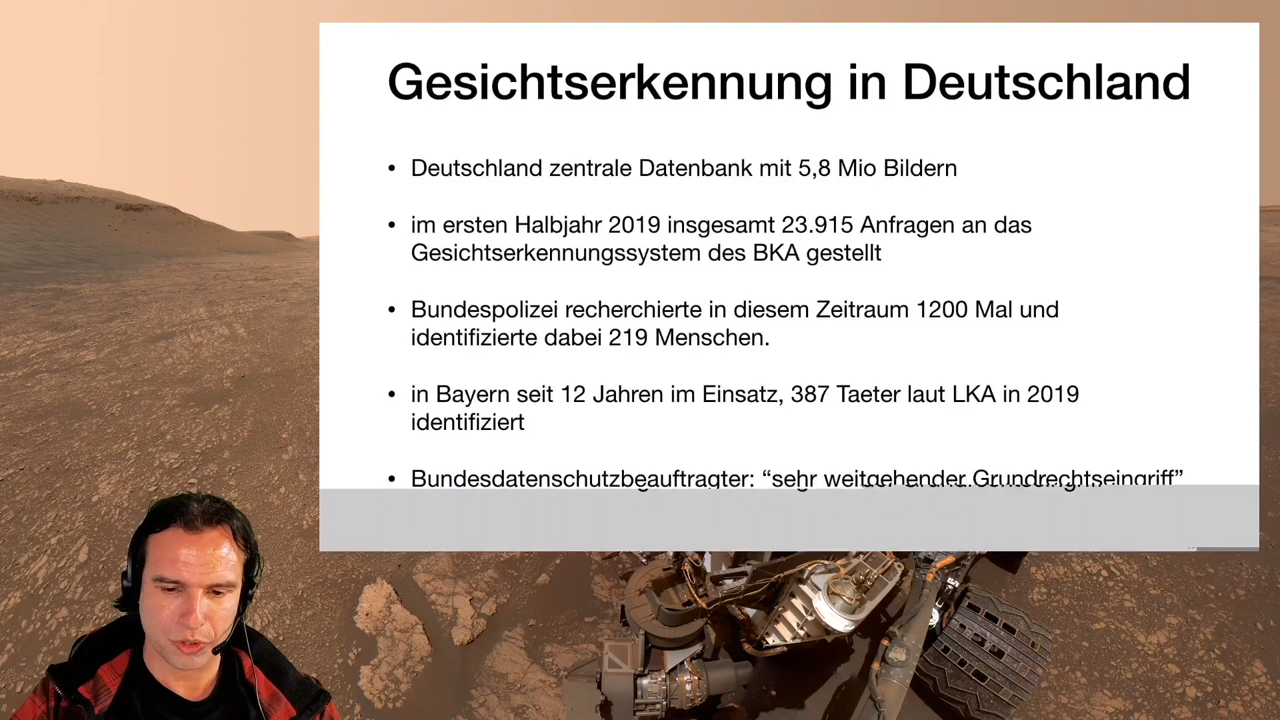 Gesichtserkennung in Deutschland
• Deutschland zentrale Datenbank mit 5,8 Mio Bildern
• im ersten Halbjahr 2019 insgesamt 23.915 Anfragen an das
Gesichtserkennungssystem des BKA gestellt
• Bundespolizei recherchierte in diesem Zeitraum 1200 Mal und
identifizierte dabei 219 Menschen.
• in Bayern seit 12 Jahren im Einsatz, 387 Taeter laut LKA in 2019
identifiziert
• Bundesdatenschutzbeauftragter: “sehr weitgehender Grundrechtseingriff”